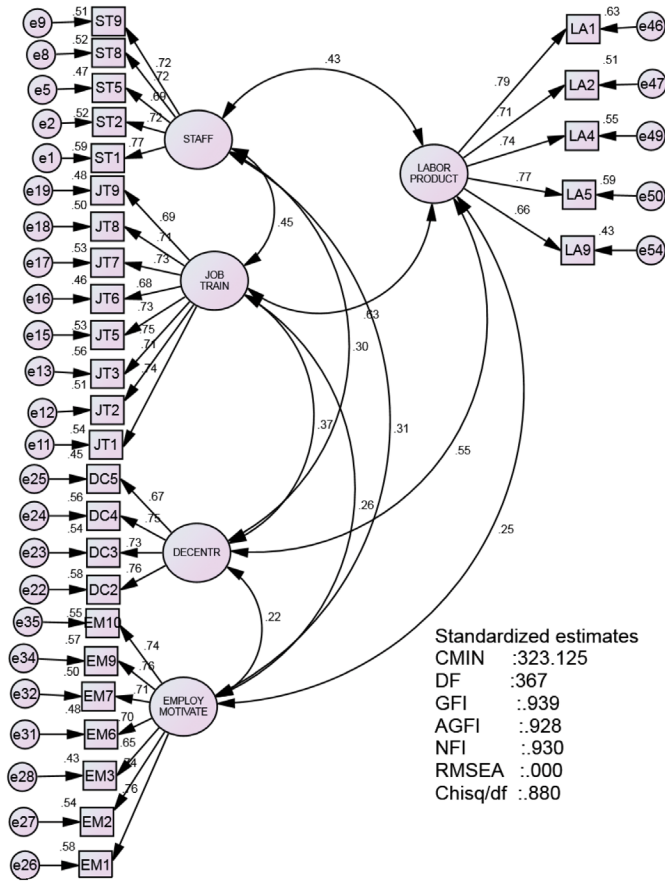 e9 .51 ST9
e8 .52 ST8
e5 .47 ST5
e2 .52 ST2
e1 .59 ST1
.72
.72
.69
.72
.77
STAFF
.43
LABOR
PRODUCT
.79
.71
.74
.77
.66
LA1 .63 e46
LA2 .51 e47
LA4 .55 e49
LA5 .59 e50
LA9 .43 e54
e19 .48 JT9
e18 .50 JT8
e17 .53 JT7
e16 .46 JT6
e15 .53 JT5
e13 .56 JT3
e12 .51 JT2
e11 .54 JT1
.69
.71
.73
.68
.73
.75
.71
.74
JOB
TRAIN
.45
.63
.30
.37
.31
.55
.26
.25
e25 .45 DC5
e24 .56 DC4
e23 .54 DC3
e22 .58 DC2
.67
.75
.73
.76
DECENTR
.22
e35 .55 EM10
e34 .57 EM9
e32 .50 EM7
e31 .48 EM6
e28 .43 EM3
e27 .54 EM2
e26 .58 EM1
.74
.76
.71
.70
.65
.74
.76
EMPLOY
MOTIVATE
Standardized estimates
CMIN :323.125
DF :367
GFI :.939
AGFI :.928
NFI :.930
RMSEA :.000
Chisq/df :.880